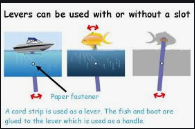 Levers can be used with or without a slot
Paper fastener
A card strip is used as a lever. The fish and boat are
glued to the lever which is used as a handle.